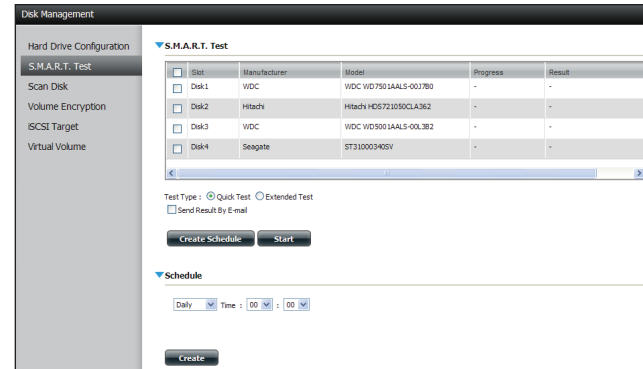 Disk Management
Hard Drive Configuration
S.M.A.R.T. Test
Scan Disk
Volume Encryption
iSCSI Target
Virtual Volume
S.M.A.R.T. Test
Slot Manufacturer Model Progress Result
Disk1 WDC WDC WD7501AALS-00J7B0 - -
Disk2 Hitachi Hitachi HDS721050CLA362 - -
Disk3 WDC WDC WD5001AALS-00L3B2 - -
Disk4 Seagate ST31000340SV - -
Test Type : Quick Test Extended Test
Send Result By E-mail
Create Schedule Start
Schedule
Daily Time : 00 : 00
Create